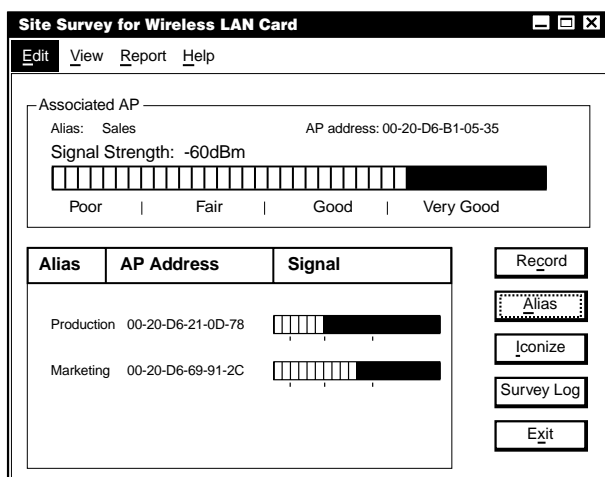 Site Survey for Wireless LAN Card
Edit View Report Help
Associated AP
Alias: Sales AP address: 00-20-D6-B1-05-35
Signal Strength: -60dBm
Poor | Fair | Good | Very Good
Alias AP Address Signal
Production 00-20-D6-21-0D-78
Marketing 00-20-D6-69-91-2C
Record
Alias
Iconize
Survey Log
Exit